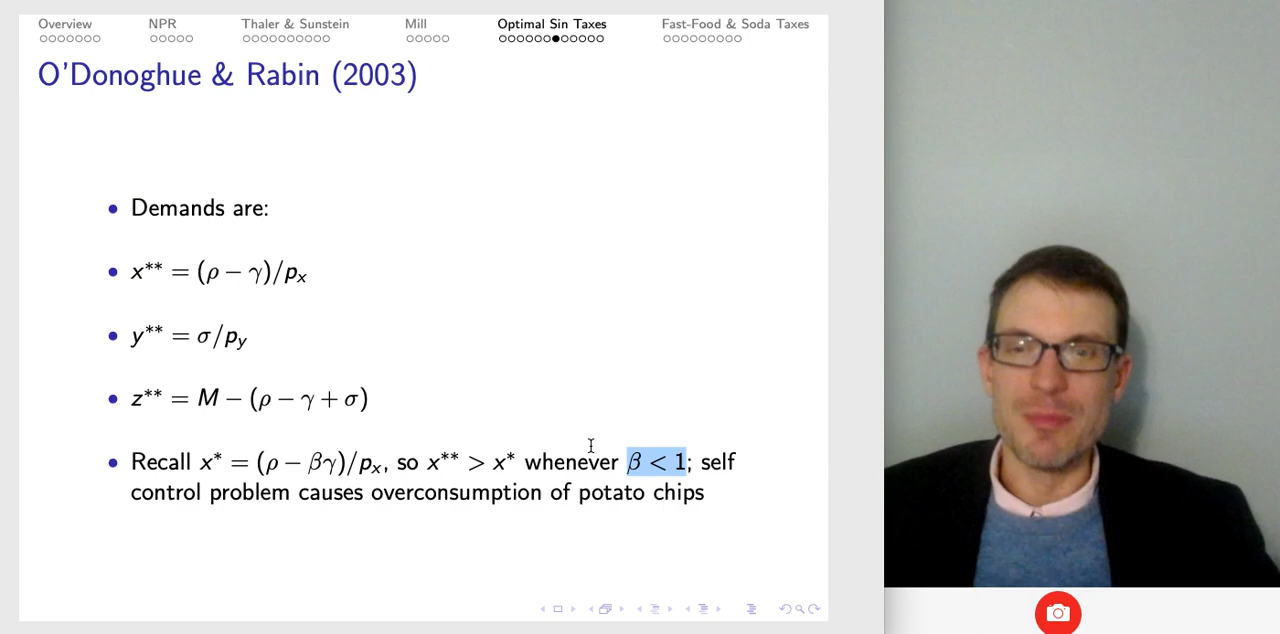 Overview NPR Thaler & Sunstein Mill Optimal Sin Taxes Fast-Food & Soda Taxes
O'Donoghue & Rabin (2003)
• Demands are:
• x** = (ρ − γ)/pₓ
• y** = σ/p_y
• z** = M − (ρ − γ + σ)
• Recall x* = (ρ − βγ)/pₓ, so x** > x* whenever β < 1; self
control problem causes overconsumption of potato chips